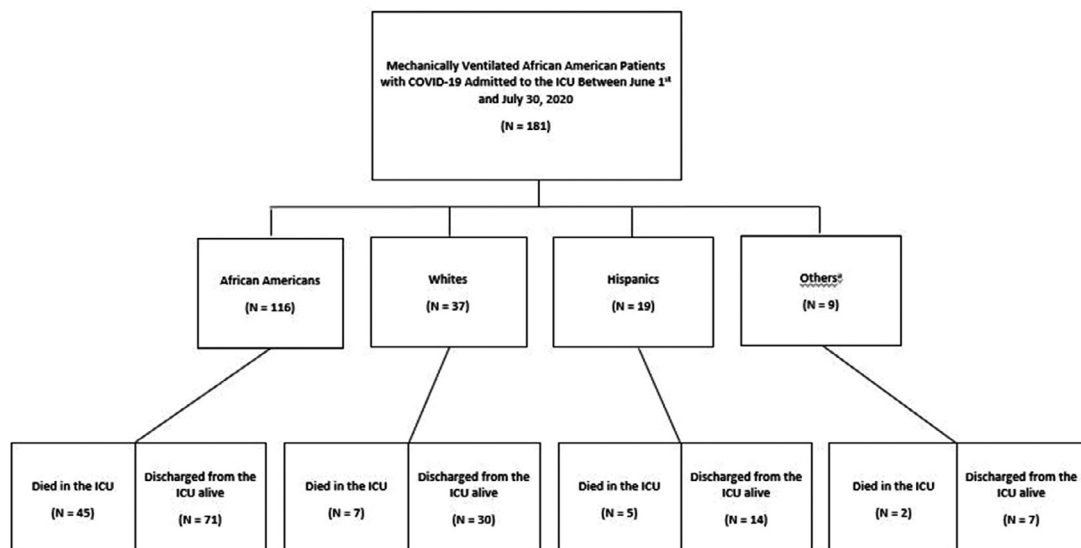 Mechanically Ventilated African American Patients
with COVID-19 Admitted to the ICU Between June 1st
and July 30, 2020
(N = 181)
African Americans
(N = 116)
Whites
(N = 37)
Hispanics
(N = 19)
Othersª
(N = 9)
Died in the ICU
(N = 45)
Discharged from the
ICU alive
(N = 71)
Died in the ICU
(N = 7)
Discharged from the
ICU alive
(N = 30)
Died in the ICU
(N = 5)
Discharged from the
ICU alive
(N = 14)
Died in the ICU
(N = 2)
Discharged from the
ICU alive
(N = 7)